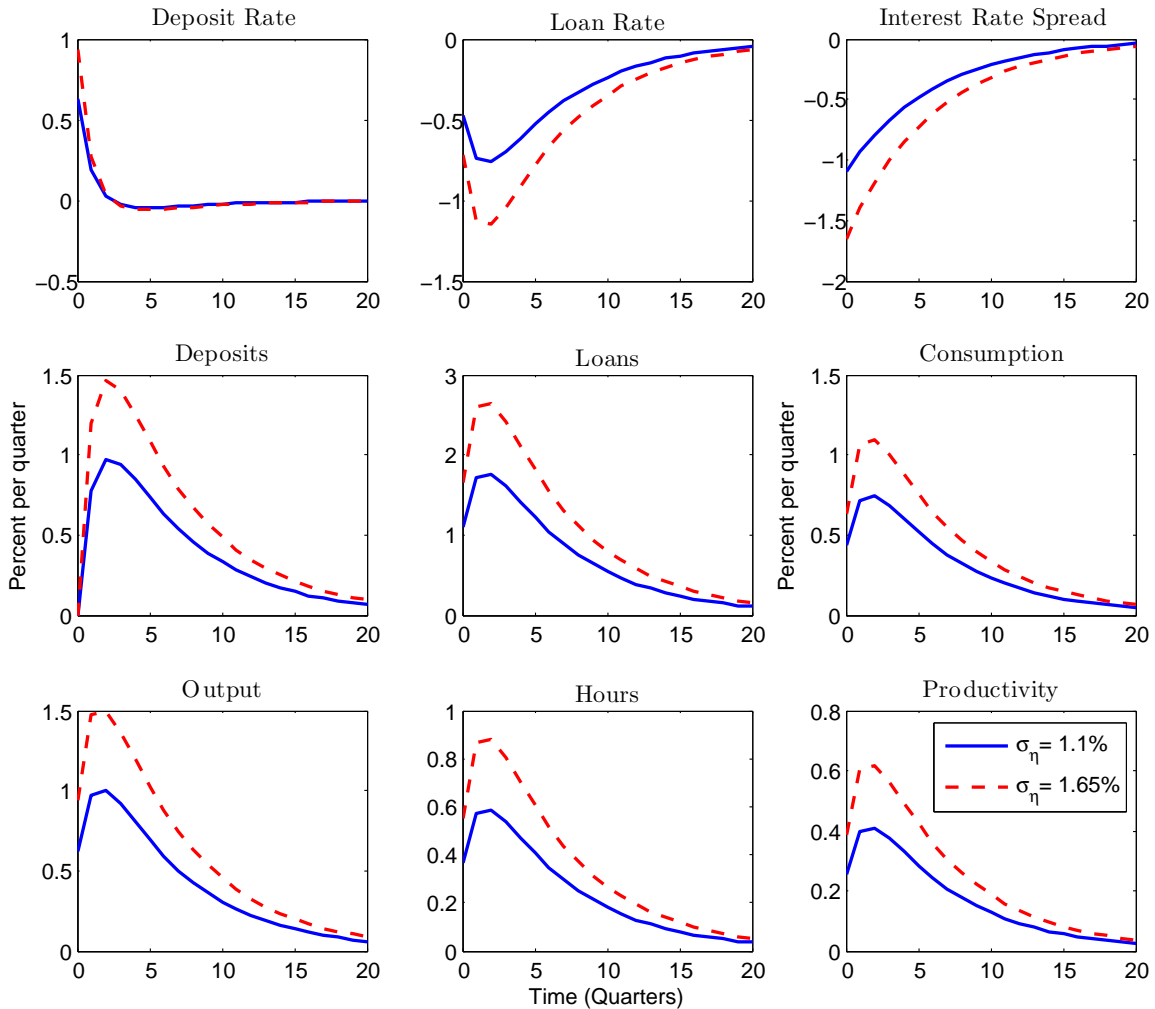 Deposit Rate
Loan Rate
Interest Rate Spread
1
0.5
0
−0.5
0 5 10 15 20
0
−0.5
−1
−1.5
0 5 10 15 20
0
−0.5
−1
−1.5
−2
0 5 10 15 20
Deposits
Loans
Consumption
Percent per quarter
1.5
1
0.5
0
0 5 10 15 20
3
2
1
0
0 5 10 15 20
Percent per quarter
1.5
1
0.5
0
0 5 10 15 20
Output
Hours
Productivity
1.5
1
0.5
0
0 5 10 15 20
1
0.8
0.6
0.4
0.2
0
0 5 10 15 20
Time (Quarters)
0.8
0.6
0.4
0.2
0
0 5 10 15 20
ση= 1.1%
ση= 1.65%